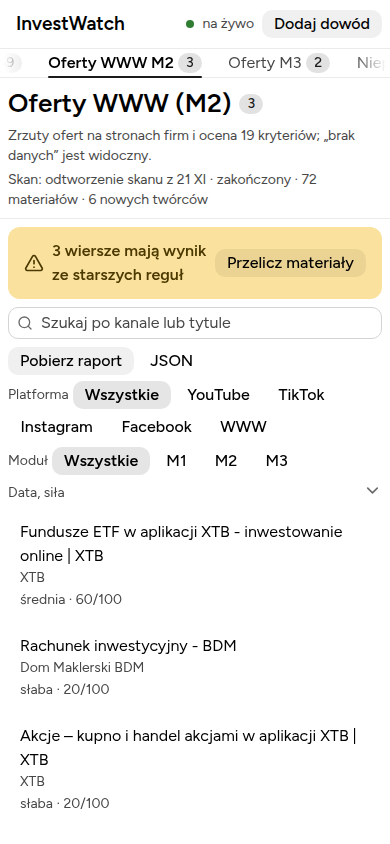 InvestWatch
na żywo
Dodaj dowód
9
Oferty WWW M2 3
Oferty M3 2
Oferty WWW (M2) 3
Zrzuty ofert na stronach firm i ocena 19 kryteriów; „brak
danych” jest widoczny.
Skan: odtworzenie skanu z 21 XI · zakończony · 72
materiałów · 6 nowych twórców
3 wiersze mają wynik
ze starszych reguł
Przelicz materiały
Szukaj po kanale lub tytule
Pobierz raport
JSON
Platforma Wszystkie YouTube TikTok
Instagram Facebook WWW
Moduł Wszystkie M1 M2 M3
Data, siła
Fundusze ETF w aplikacji XTB - inwestowanie
online | XTB
XTB
średnia · 60/100
Rachunek inwestycyjny - BDM
Dom Maklerski BDM
słaba · 20/100
Akcje – kupno i handel akcjami w aplikacji XTB |
XTB
XTB
słaba · 20/100